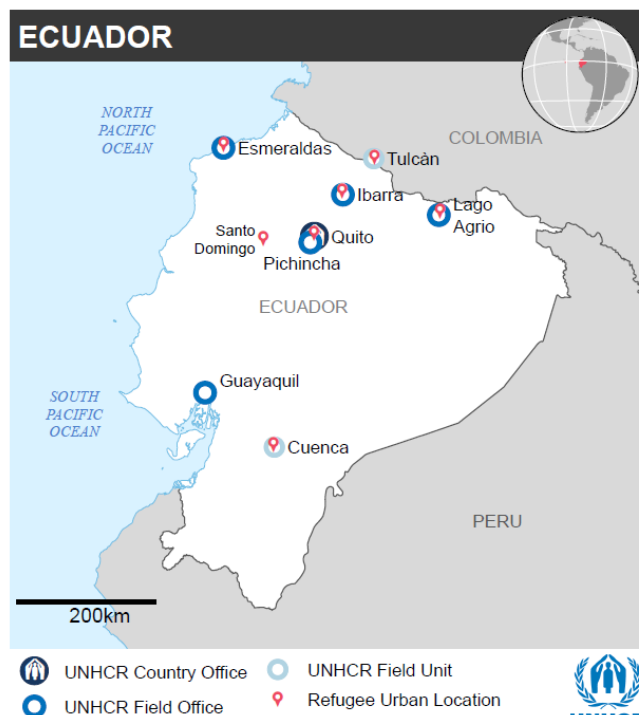 ECUADOR
NORTH
PACIFIC
OCEAN
COLOMBIA
Esmeraldas
Tulcàn
Ibarra
Lago
Agrio
Santo
Domingo
Quito
Pichincha
ECUADOR
Guayaquil
SOUTH
PACIFIC
OCEAN
Cuenca
PERU
200km
UNHCR Country Office
UNHCR Field Unit
UNHCR Field Office
Refugee Urban Location
UNHCR